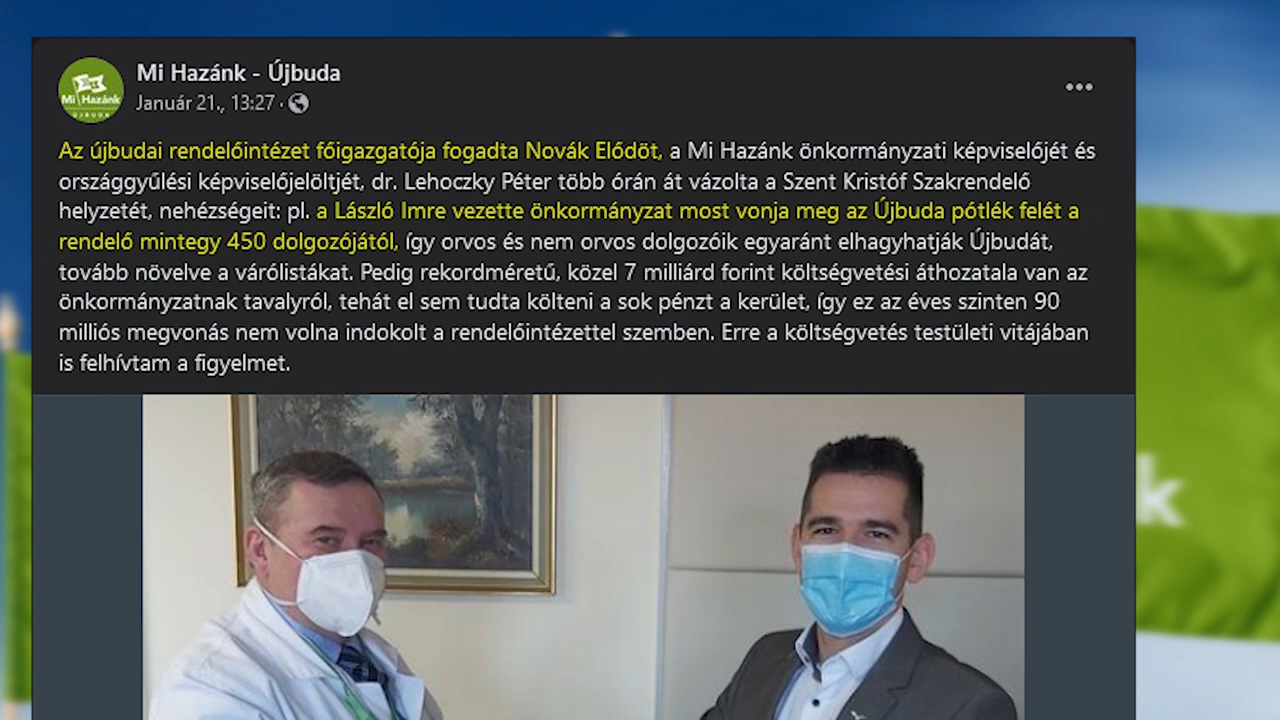 Mi Hazánk - Újbuda
Január 21., 13:27 ·
Mi Hazánk
ÚJBUDA
Az újbudai rendelőintézet főigazgatója fogadta Novák Elődöt, a Mi Hazánk önkormányzati képviselőjét és
országgyűlési képviselőjelöltjét, dr. Lehoczky Péter több órán át vázolta a Szent Kristóf Szakrendelő
helyzetét, nehézségeit: pl. a László Imre vezette önkormányzat most vonja meg az Újbuda pótlék felét a
rendelő mintegy 450 dolgozójától, így orvos és nem orvos dolgozóik egyaránt elhagyhatják Újbudát,
tovább növelve a várólistákat. Pedig rekordméretű, közel 7 milliárd forint költségvetési áthozatala van az
önkormányzatnak tavalyról, tehát el sem tudta költeni a sok pénzt a kerület, így ez az éves szinten 90
milliós megvonás nem volna indokolt a rendelőintézettel szemben. Erre a költségvetés testületi vitájában
is felhívtam a figyelmet.
k